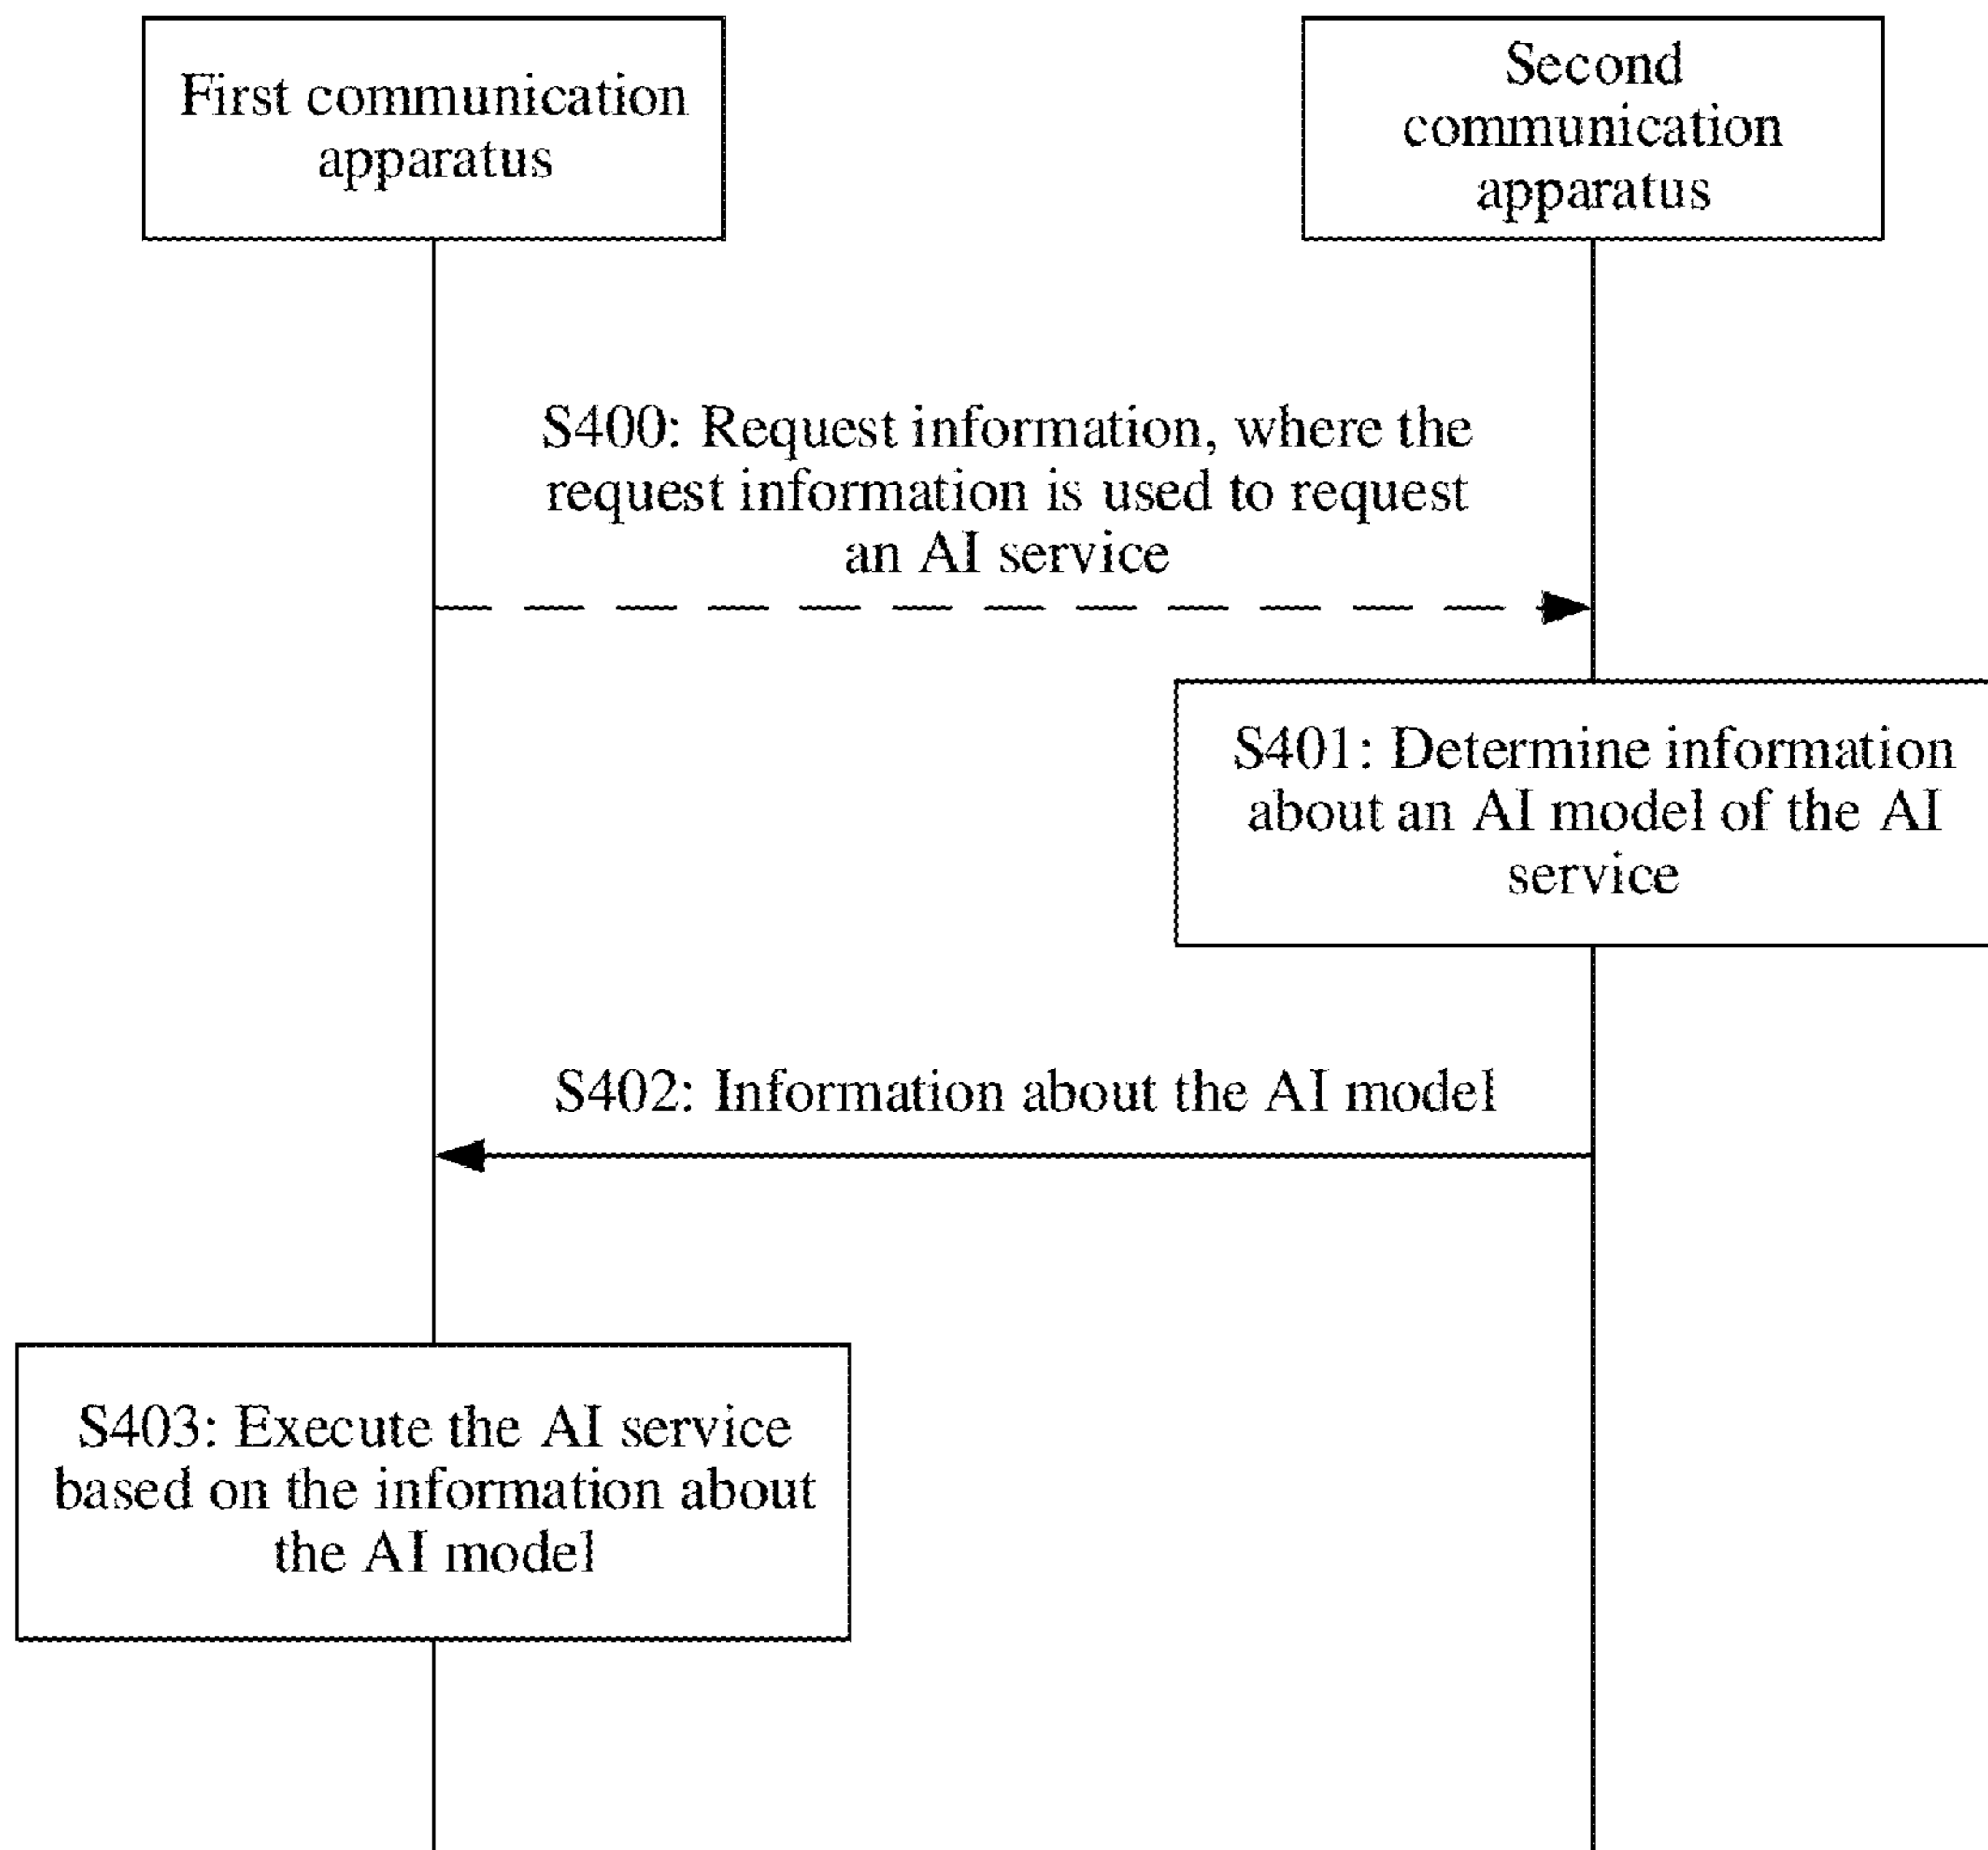 First communication
apparatus
Second
communication
apparatus
S400: Request information, where the
request information is used to request
an AI service
S401: Determine information
about an AI model of the AI
service
S402: Information about the AI model
S403: Execute the AI service
based on the information about
the AI model